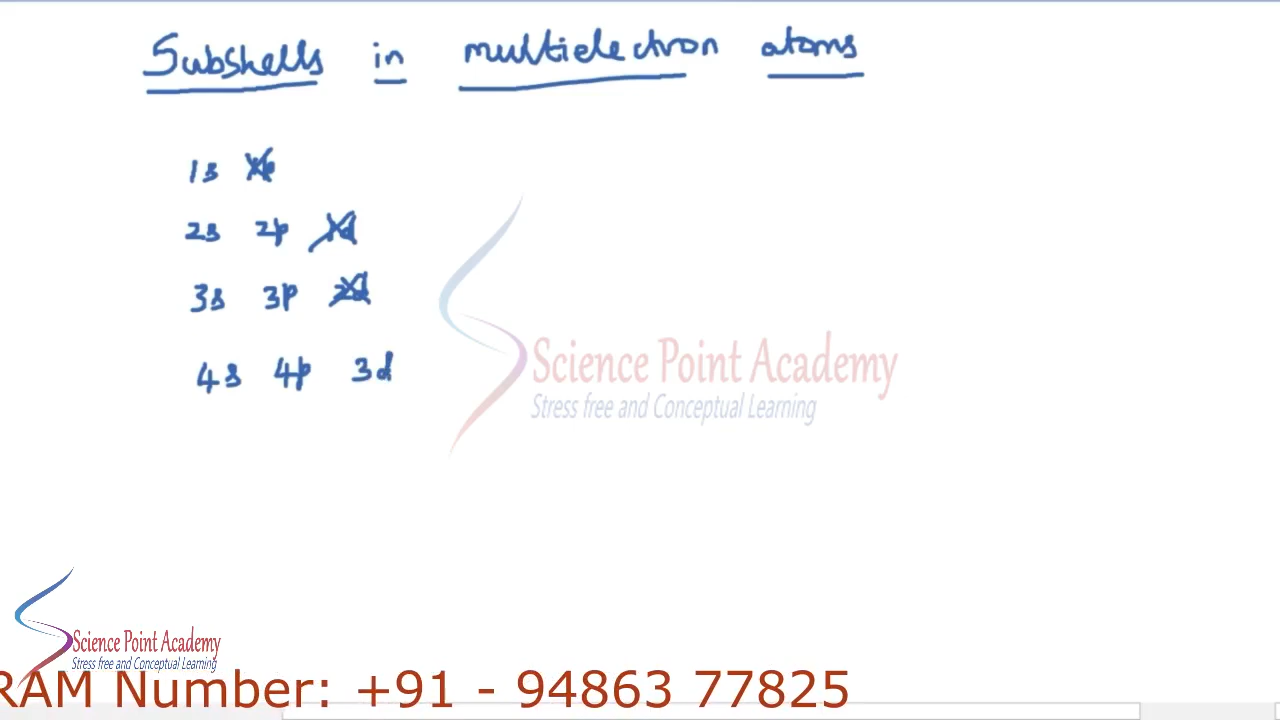 Subshells in multielectron atoms
1s
2s 2p
3s 3p
4s 4p 3d
Science Point Academy
Stress free and Conceptual Learning
Science Point Academy
Stress free and Conceptual Learning
RAM Number: +91 - 94863 77825